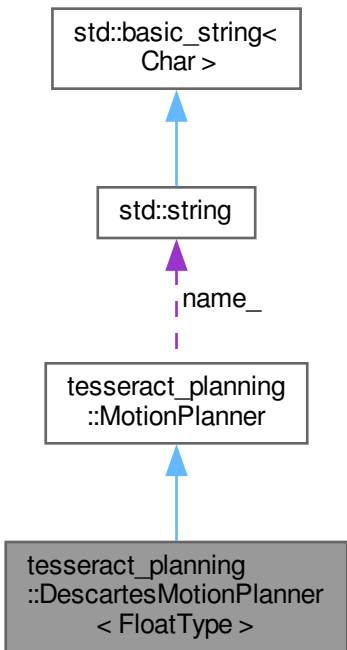 std::basic_string<
Char >
std::string
name_
tesseract_planning
::MotionPlanner
tesseract_planning
::DescartesMotionPlanner
< FloatType >